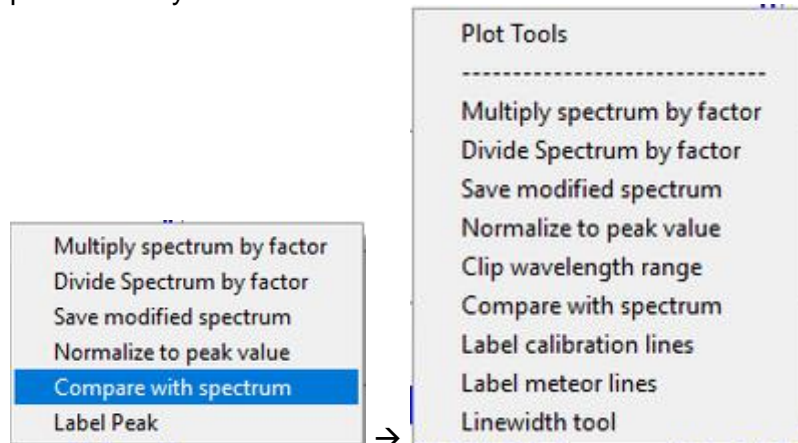 Multiply spectrum by factor
Divide Spectrum by factor
Save modified spectrum
Normalize to peak value
Compare with spectrum
Label Peak
→
Plot Tools
------------------------------
Multiply spectrum by factor
Divide Spectrum by factor
Save modified spectrum
Normalize to peak value
Clip wavelength range
Compare with spectrum
Label calibration lines
Label meteor lines
Linewidth tool